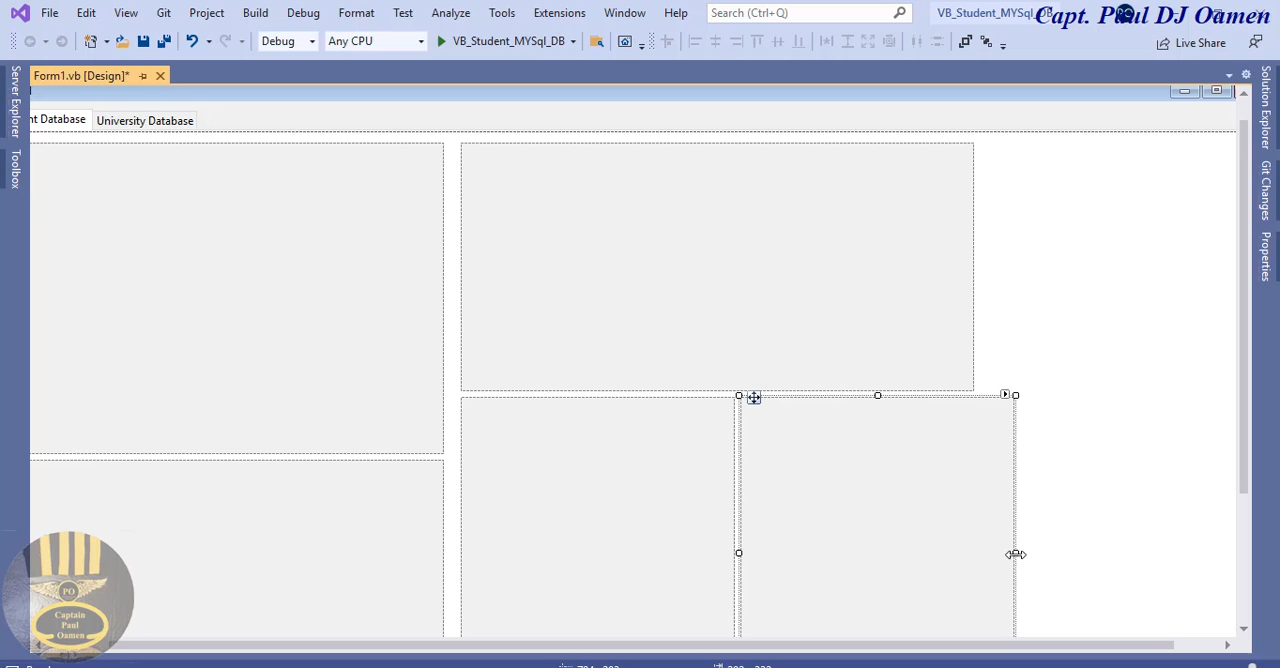 File Edit View Git Project Build Debug Format Test Analyze Tools Extensions Window Help Search (Ctrl+Q) VB_Student_MYSql_DB
Capt. Paul DJ Oamen
Debug Any CPU VB_Student_MYSql_DB Live Share
Form1.vb [Design]*
Server Explorer
Toolbox
Solution Explorer
Git Changes
Properties
nt Database University Database
PO
Captain
Paul
Oamen